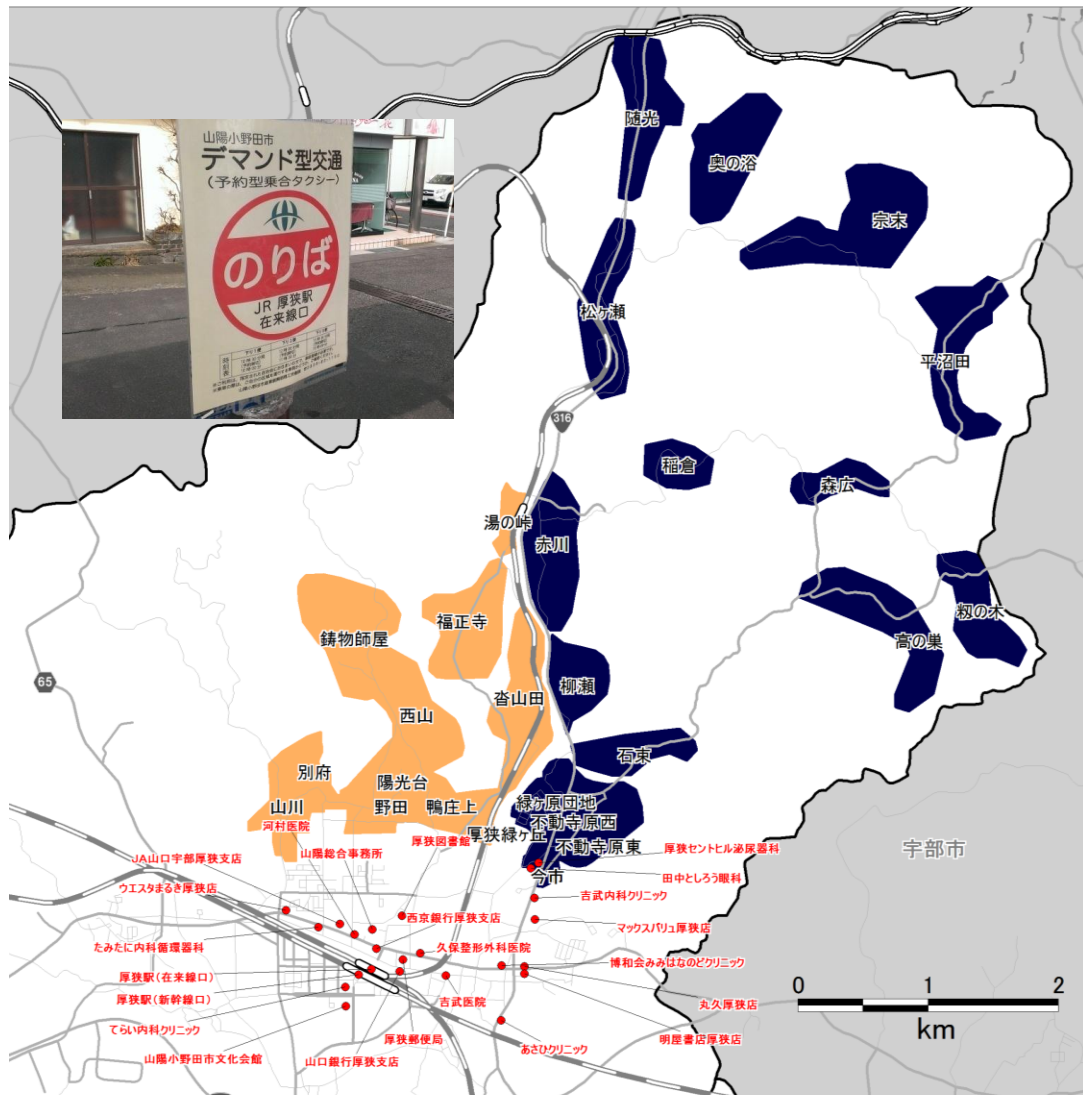 山陽小野田市
デマンド型交通
(予約型乗合タクシー)
のりば
JR 厚狭駅
在来線口
随光
奥の浴
宗末
松ヶ瀬
平沼田
316
稲倉
森広
湯の峠
赤川
福正寺
鋳物師屋
籾の木
高の巣
65
沓山田
柳瀬
西山
石束
別府
陽光台
山川
野田
鴨庄上
緑ヶ原団地
不動寺原西
厚狭緑ヶ丘
不動寺原東
今市
宇部市
河村医院
山陽総合事務所
厚狭図書館
厚狭セントヒル泌尿器科
JA山口宇部厚狭支店
田中としろう眼科
ウエスタまるき厚狭店
吉武内科クリニック
西京銀行厚狭支店
マックスバリュ厚狭店
たみたに内科循環器科
久保整形外科医院
博和会みみはなのどクリニック
厚狭駅(在来線口)
厚狭駅(新幹線口)
吉武医院
丸久厚狭店
てらい内科クリニック
厚狭郵便局
あさひクリニック
明屋書店厚狭店
山陽小野田市文化会館
山口銀行厚狭支店
0 1 2
km